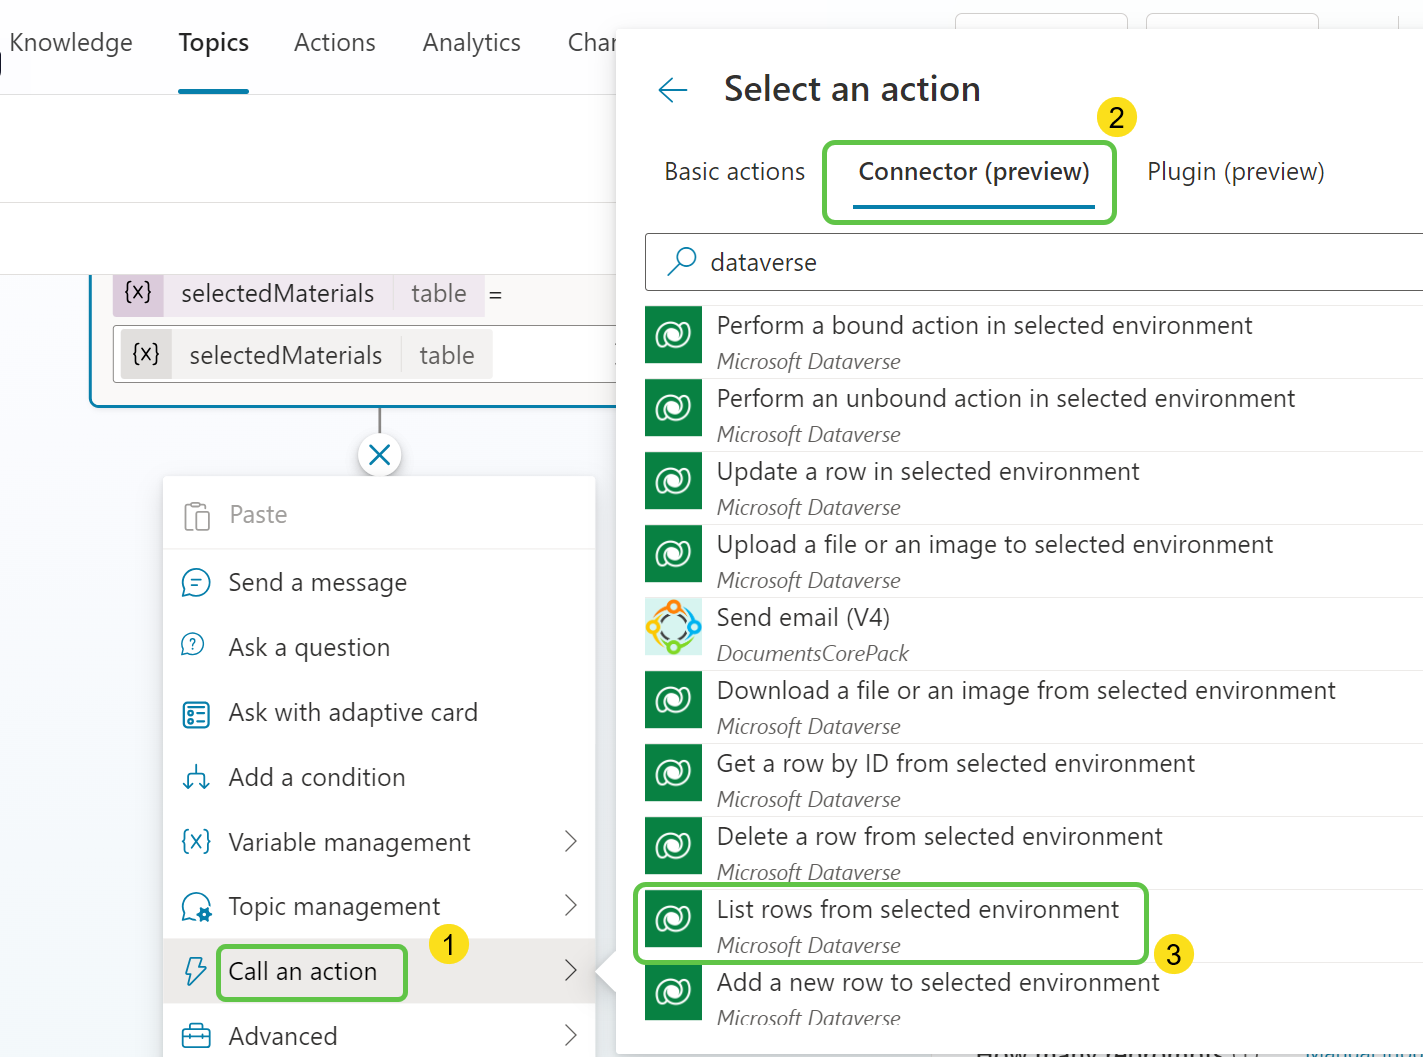 Knowledge
Topics
Actions
Analytics
Char
{x} selectedMaterials table =
{x} selectedMaterials table
Paste
Send a message
Ask a question
Ask with adaptive card
Add a condition
{x} Variable management
Topic management
1
Call an action
Advanced
Select an action
2
Basic actions
Connector (preview)
Plugin (preview)
dataverse
Perform a bound action in selected environment
Microsoft Dataverse
Perform an unbound action in selected environment
Microsoft Dataverse
Update a row in selected environment
Microsoft Dataverse
Upload a file or an image to selected environment
Microsoft Dataverse
Send email (V4)
DocumentsCorePack
Download a file or an image from selected environment
Microsoft Dataverse
Get a row by ID from selected environment
Microsoft Dataverse
Delete a row from selected environment
Microsoft Dataverse
List rows from selected environment
Microsoft Dataverse
3
Add a new row to selected environment
Microsoft Dataverse
How many reprompts